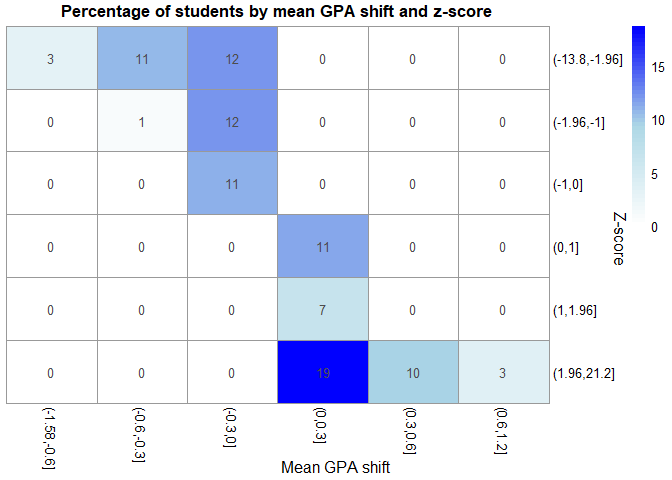 Percentage of students by mean GPA shift and z-score
3 11 12 0 0 0 (-13.8,-1.96]
0 1 12 0 0 0 (-1.96,-1]
0 0 11 0 0 0 (-1,0]
0 0 0 11 0 0 (0,1]
0 0 0 7 0 0 (1,1.96]
0 0 0 19 10 3 (1.96,21.2]
(-1.58,-0.6] (-0.6,-0.3] (-0.3,0] (0,0.3] (0.3,0.6] (0.6,1.2]
Mean GPA shift
Z-score
15
10
5
0